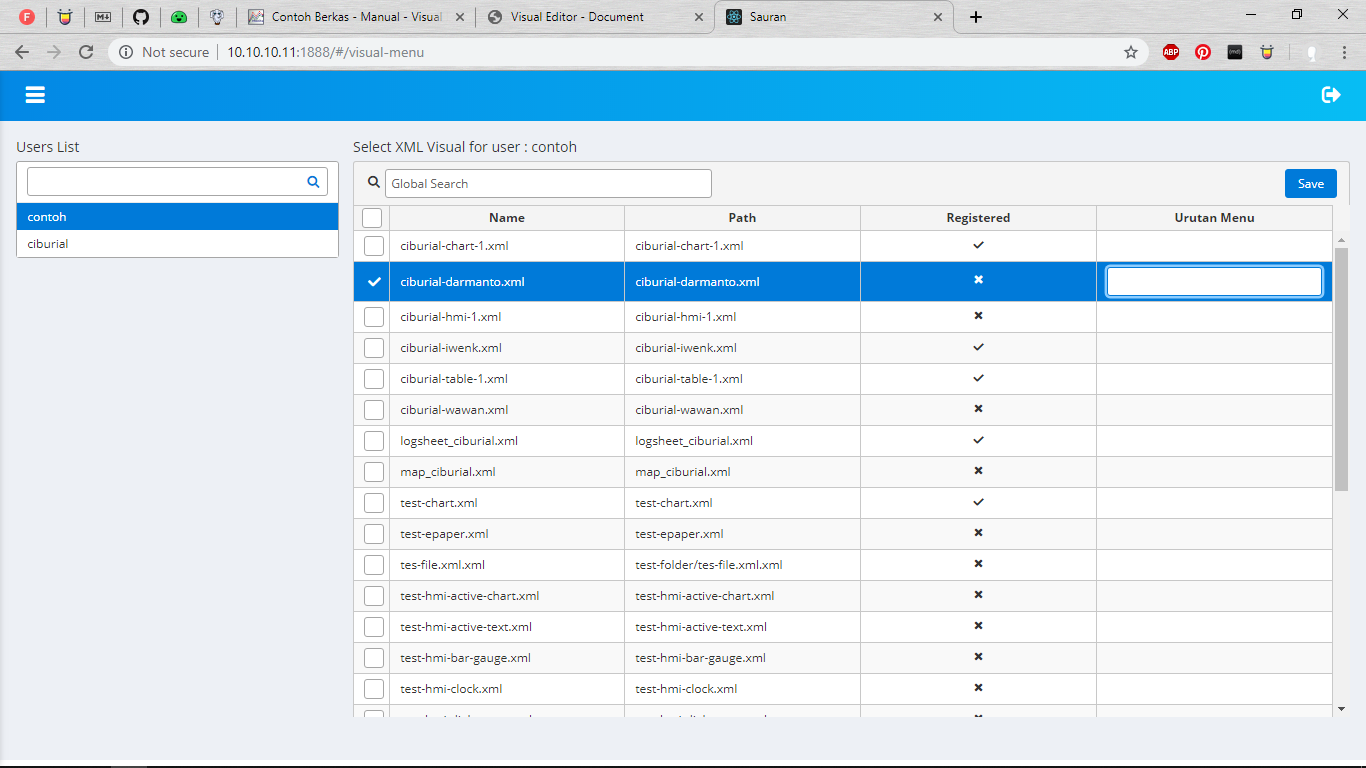 Contoh Berkas - Manual - Visual
Visual Editor - Document
Sauran
Not secure
10.10.10.11:1888/#/visual-menu
ABP
Users List
Select XML Visual for user : contoh
Global Search
Save
contoh
ciburial
Name Path Registered Urutan Menu
ciburial-chart-1.xml ciburial-chart-1.xml
ciburial-darmanto.xml ciburial-darmanto.xml
ciburial-hmi-1.xml ciburial-hmi-1.xml
ciburial-iwenk.xml ciburial-iwenk.xml
ciburial-table-1.xml ciburial-table-1.xml
ciburial-wawan.xml ciburial-wawan.xml
logsheet_ciburial.xml logsheet_ciburial.xml
map_ciburial.xml map_ciburial.xml
test-chart.xml test-chart.xml
test-epaper.xml test-epaper.xml
tes-file.xml.xml test-folder/tes-file.xml.xml
test-hmi-active-chart.xml test-hmi-active-chart.xml
test-hmi-active-text.xml test-hmi-active-text.xml
test-hmi-bar-gauge.xml test-hmi-bar-gauge.xml
test-hmi-clock.xml test-hmi-clock.xml